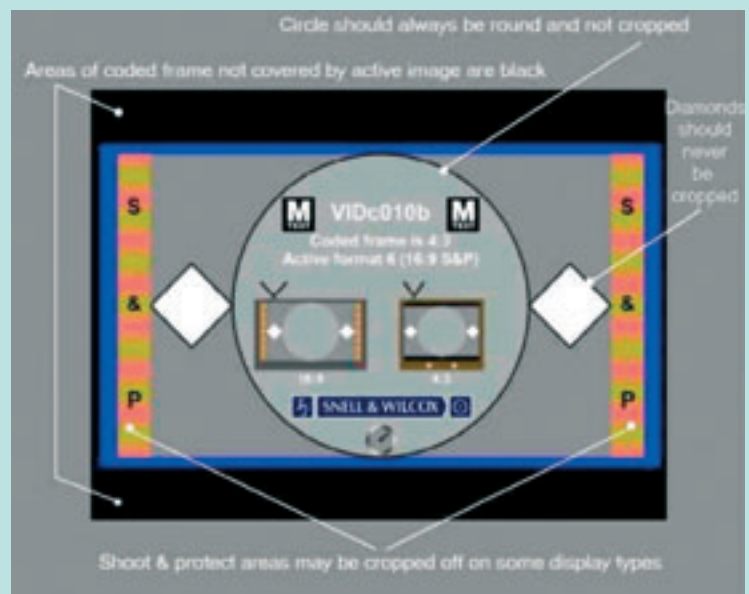 Circle should always be round and not cropped
Areas of coded frame not covered by active image are black
Diamonds
should
never
be
cropped
S
&
P
M
TEXT
VIDc010b
M
TEXT
Coded frame is 4:3
Active format 6 (16:9 S&P)
S
&
P
16:9
4:3
SNELL & WILCOX
Shoot & protect areas may be cropped off on some display types